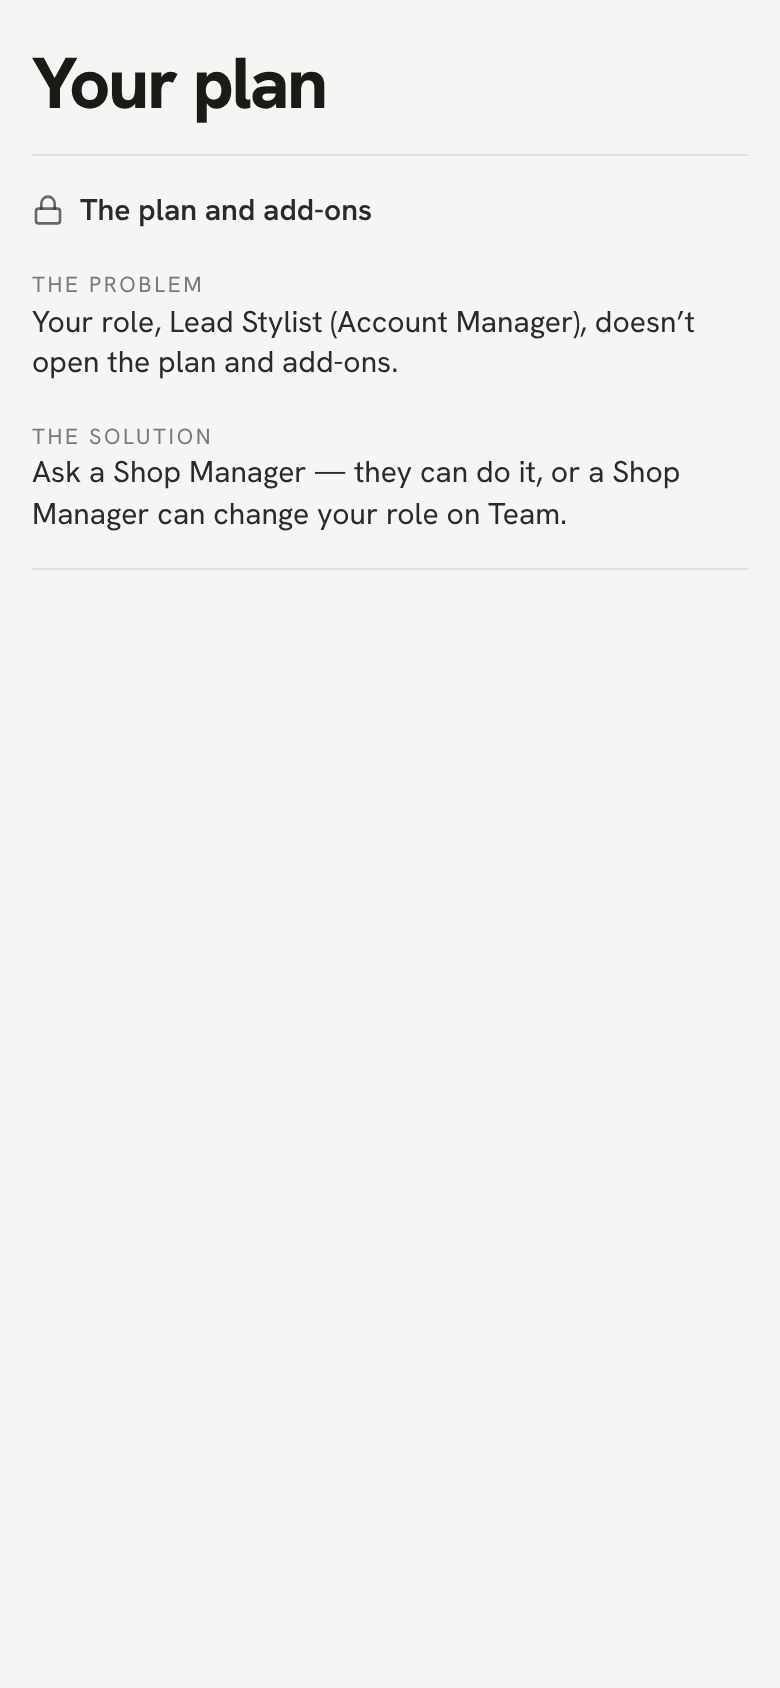 Your plan
The plan and add-ons
THE PROBLEM
Your role, Lead Stylist (Account Manager), doesn’t
open the plan and add-ons.
THE SOLUTION
Ask a Shop Manager — they can do it, or a Shop
Manager can change your role on Team.